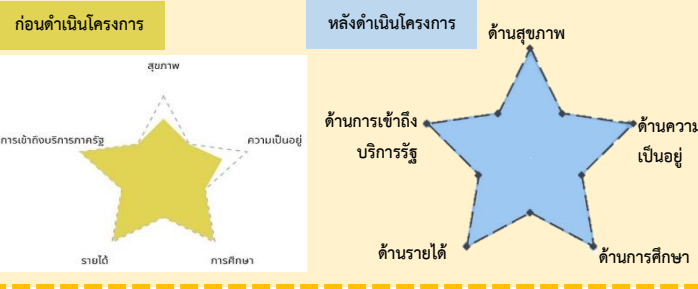 ก่อนดำเนินโครงการ
สุขภาพ
การเข้าถึงบริการภาครัฐ
ความเป็นอยู่
รายได้
การศึกษา
หลังดำเนินโครงการ
ด้านสุขภาพ
ด้านการเข้าถึง
บริการรัฐ
ด้านความ
เป็นอยู่
ด้านรายได้
ด้านการศึกษา